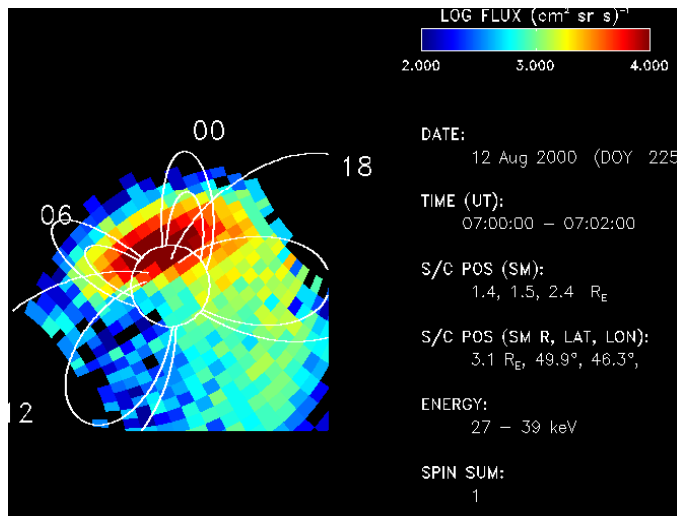 LOG FLUX (cm² sr s)⁻¹
2.000 3.000 4.000
00
18
06
12
DATE:
12 Aug 2000 (DOY 225
TIME (UT):
07:00:00 – 07:02:00
S/C POS (SM):
1.4, 1.5, 2.4 R_E
S/C POS (SM R, LAT, LON):
3.1 R_E, 49.9°, 46.3°,
ENERGY:
27 – 39 keV
SPIN SUM:
1